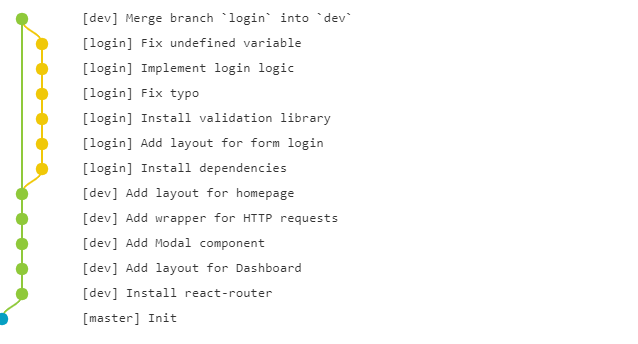 [dev] Merge branch `login` into `dev`
[login] Fix undefined variable
[login] Implement login logic
[login] Fix typo
[login] Install validation library
[login] Add layout for form login
[login] Install dependencies
[dev] Add layout for homepage
[dev] Add wrapper for HTTP requests
[dev] Add Modal component
[dev] Add layout for Dashboard
[dev] Install react-router
[master] Init